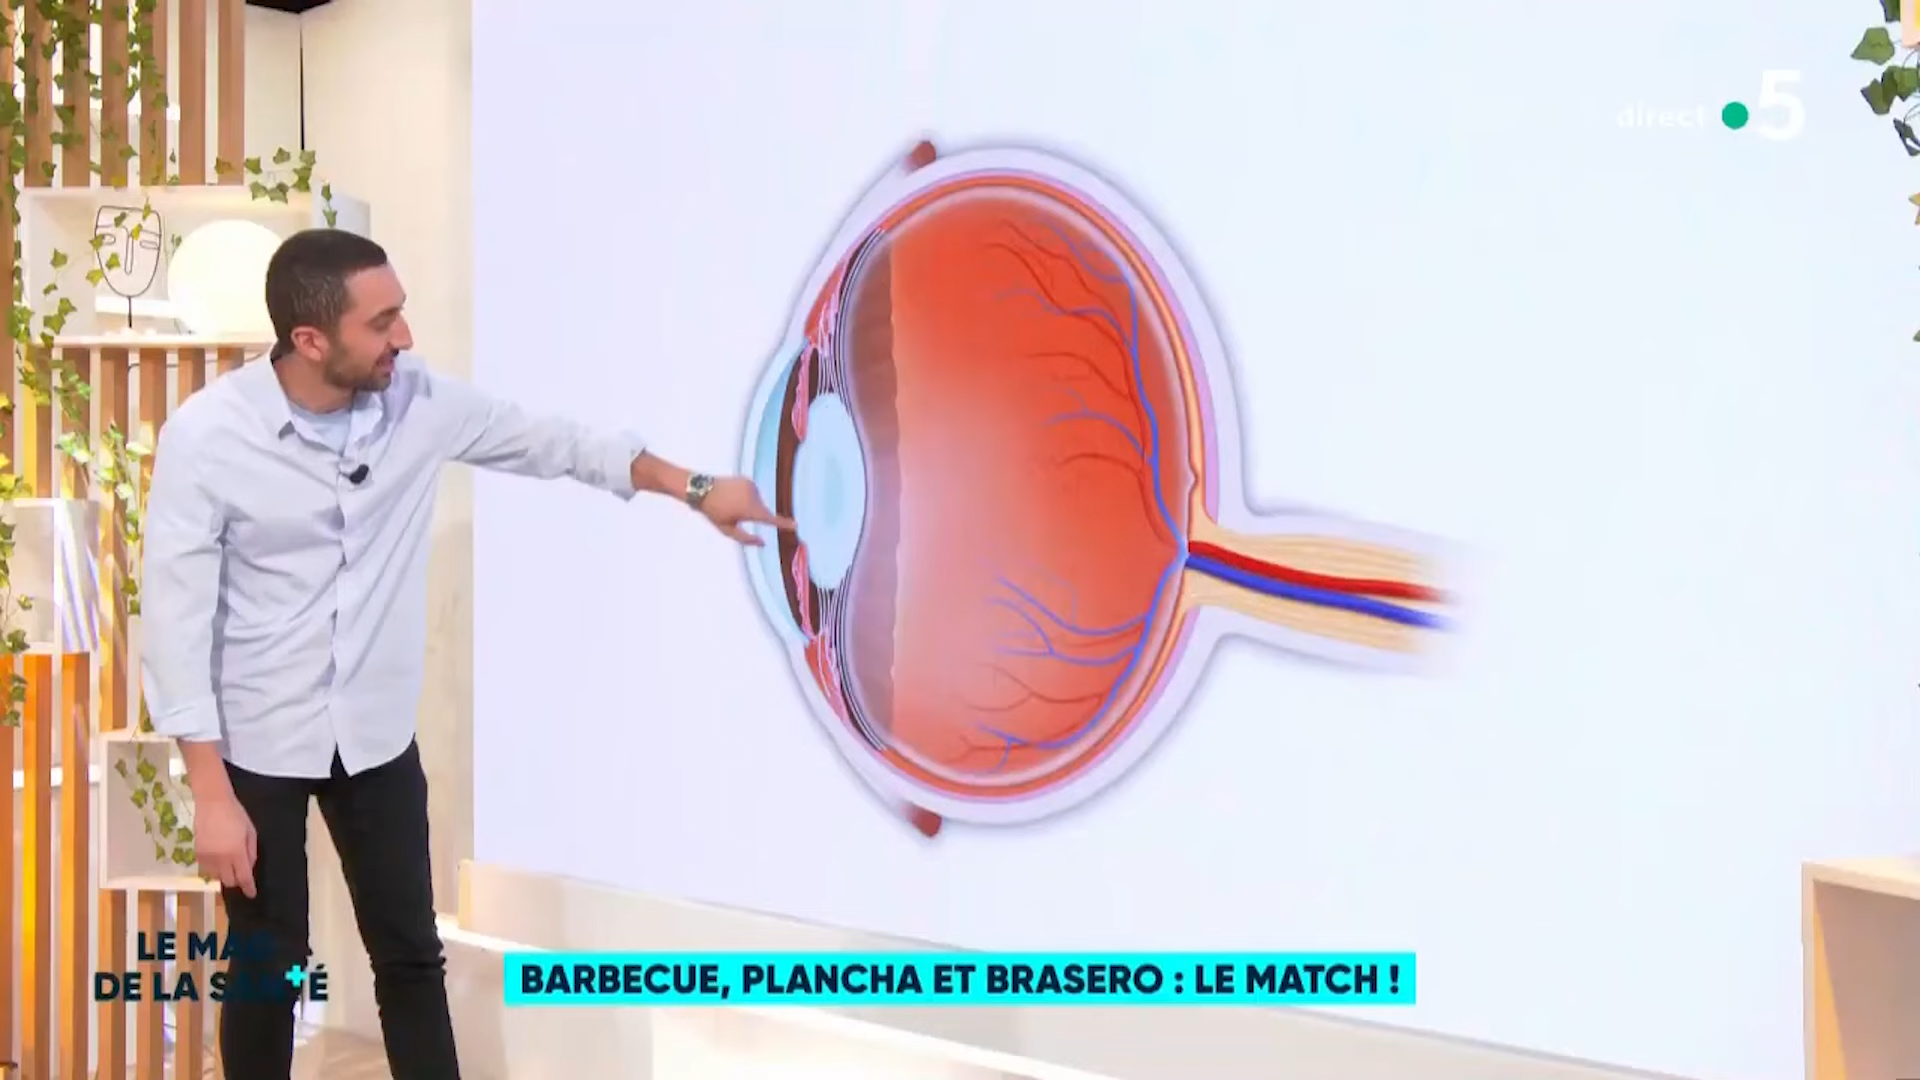 direct 5
LE MAG
DE LA SANTÉ
BARBECUE, PLANCHA ET BRASERO : LE MATCH !